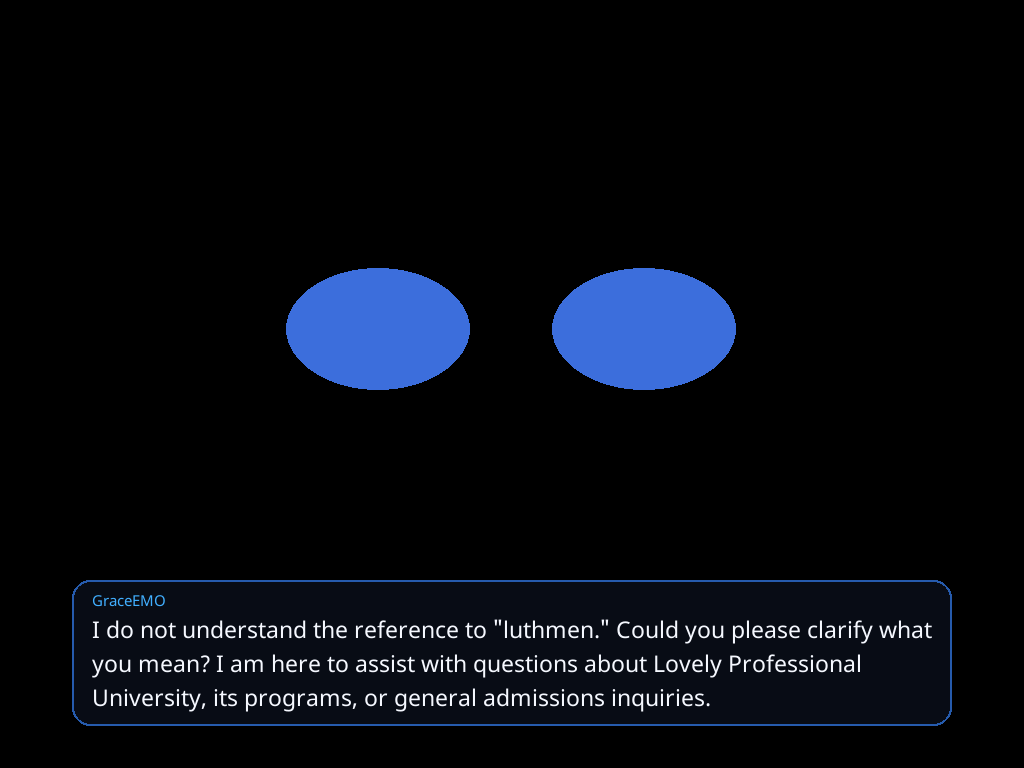 GraceEMO
I do not understand the reference to "luthmen." Could you please clarify what
you mean? I am here to assist with questions about Lovely Professional
University, its programs, or general admissions inquiries.